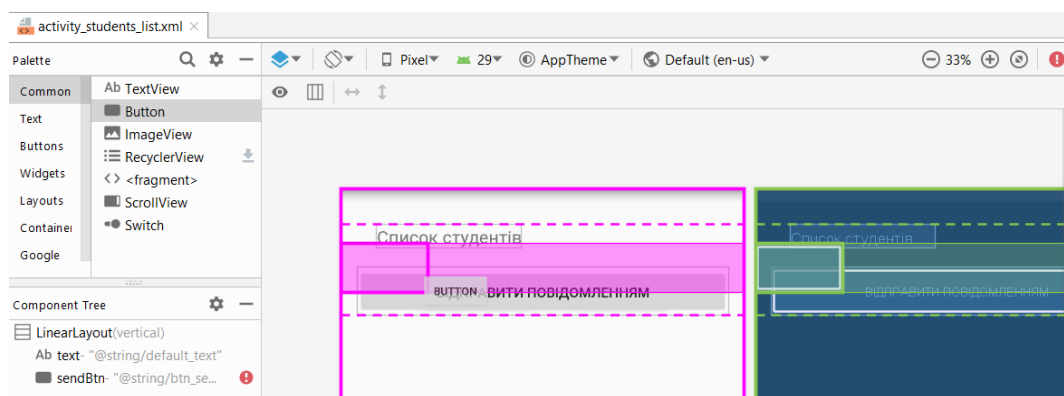 activity_students_list.xml
Palette
Pixel
29
AppTheme
Default (en-us)
33%
Common
Text
Buttons
Widgets
Layouts
Container
Google
Ab TextView
Button
ImageView
RecyclerView
<fragment>
ScrollView
Switch
Component Tree
LinearLayout(vertical)
Ab text- "@string/default_text"
sendBtn- "@string/btn_se...
Список студентів
BUTTON ВИТИ ПОВІДОМЛЕННЯМ
Список студентів
ВІДПРАВИТИ ПОВІДОМЛЕННЯМ